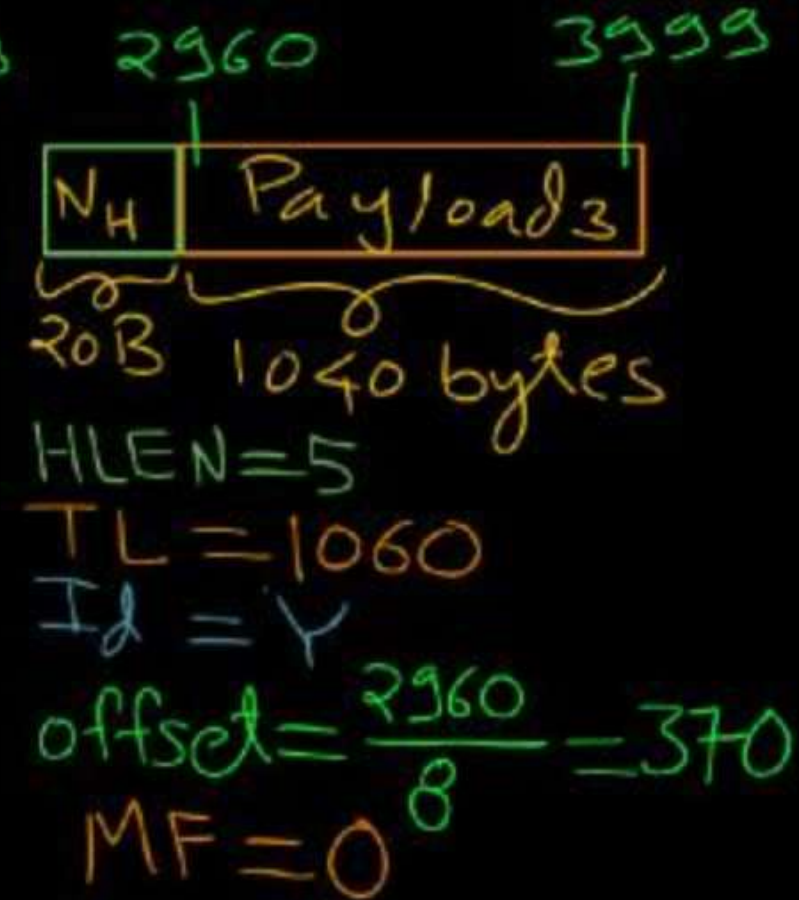 2960 3999
NH Payload3
20B 1040 bytes
HLEN=5
TL=1060
Id=Y
offset=2960/8=370
MF=0